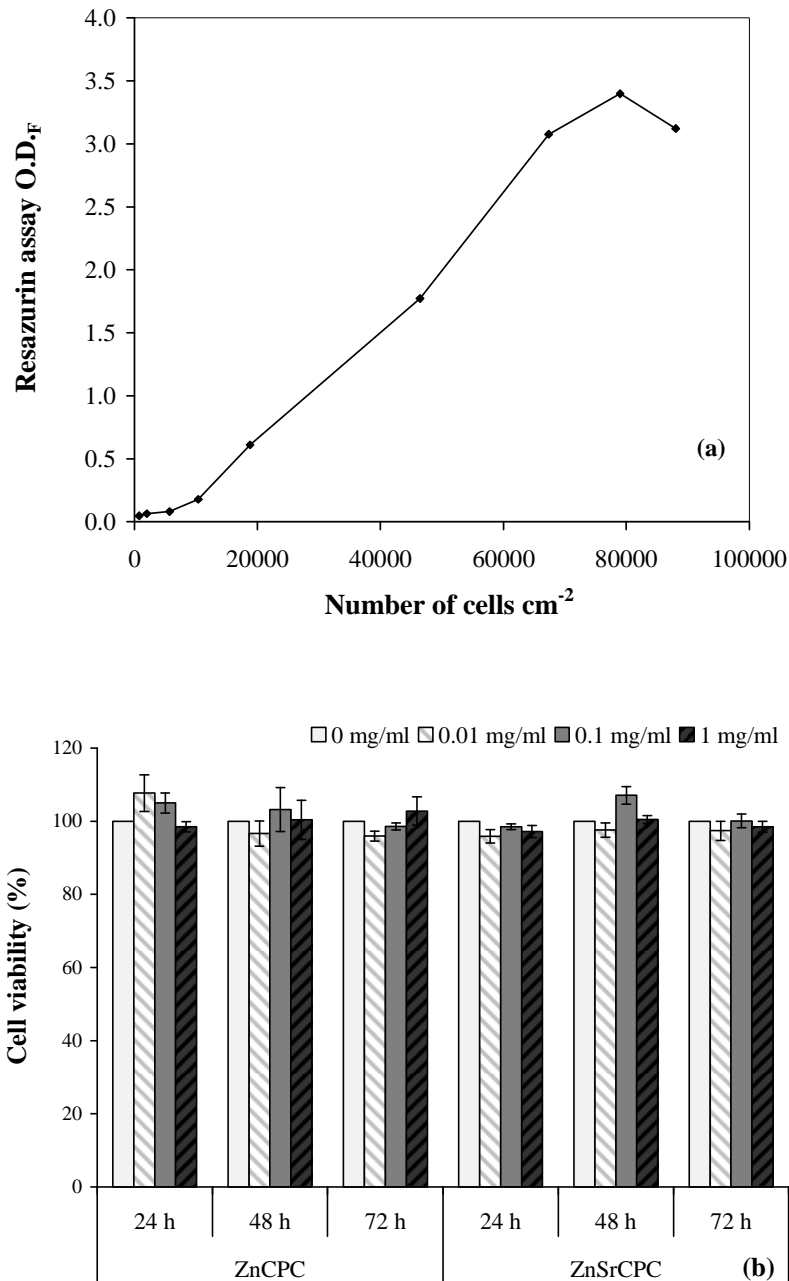 4.0
3.5
3.0
2.5
2.0
1.5
1.0
0.5
0.0
Resazurin assay O.D.F
(a)
0 20000 40000 60000 80000 100000
Number of cells cm-2
0 mg/ml 0.01 mg/ml 0.1 mg/ml 1 mg/ml
120
100
80
60
40
20
0
Cell viability (%)
24 h 48 h 72 h 24 h 48 h 72 h
ZnCPC ZnSrCPC (b)